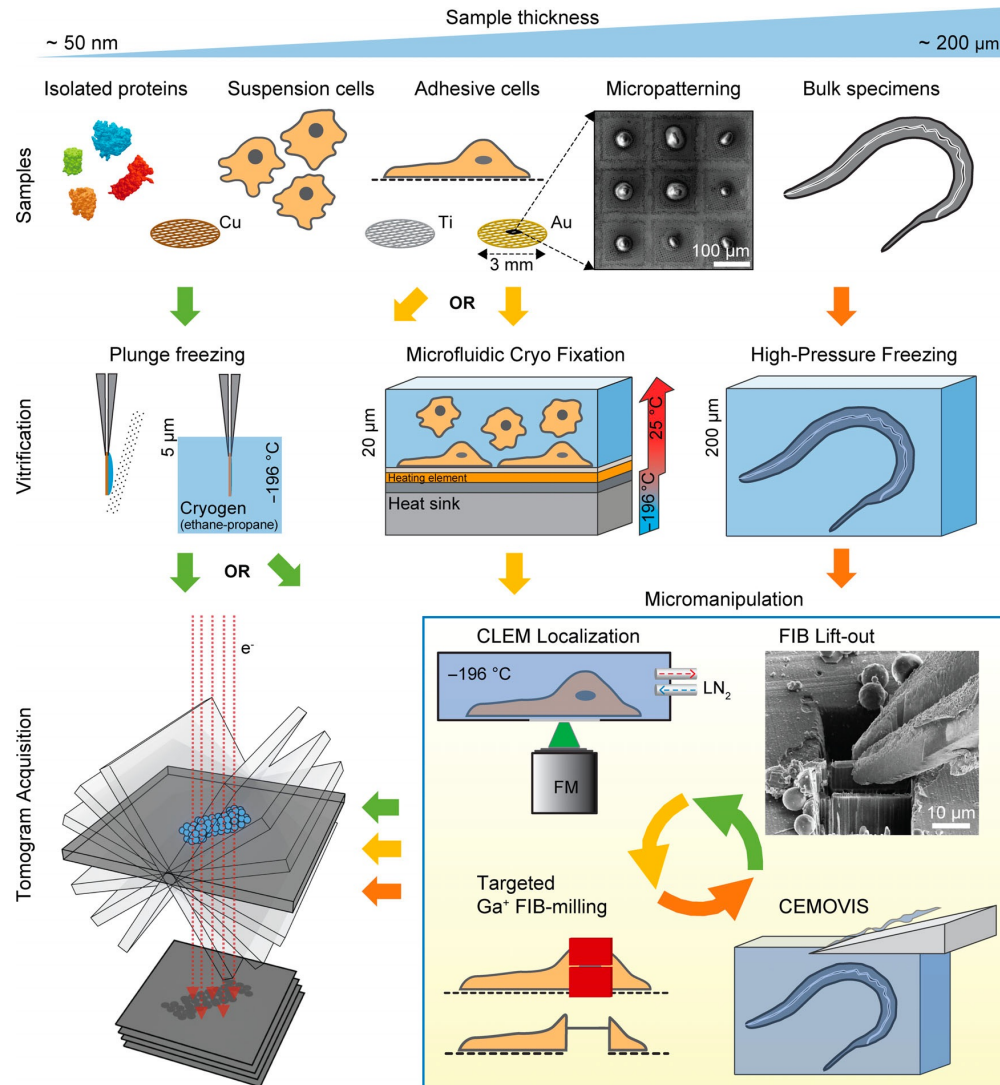 Sample thickness
~ 50 nm
~ 200 µm
Samples
Isolated proteins
Suspension cells
Adhesive cells
Micropatterning
Bulk specimens
Cu
Ti
Au
3 mm
100 µm
OR
Vitrification
Plunge freezing
5 µm
–196 °C
Cryogen
(ethane-propane)
Microfluidic Cryo Fixation
20 µm
Heating element
Heat sink
25 °C
–196 °C
High-Pressure Freezing
200 µm
OR
Tomogram Acquisition
e⁻
Micromanipulation
CLEM Localization
–196 °C
LN₂
FM
FIB Lift-out
10 µm
Targeted
Ga⁺ FIB-milling
CEMOVIS